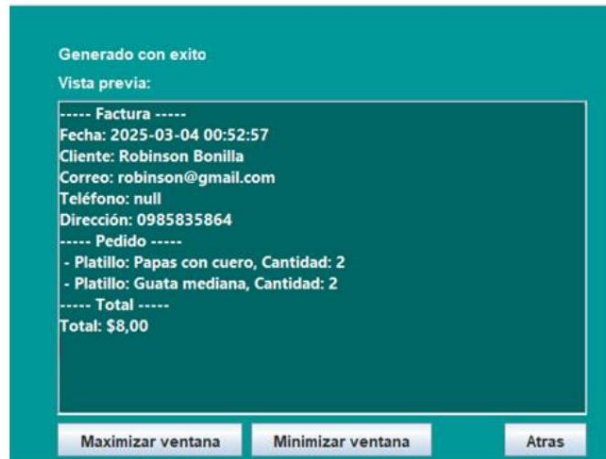 Generado con exito
Vista previa:
----- Factura -----
Fecha: 2025-03-04 00:52:57
Cliente: Robinson Bonilla
Correo: robinson@gmail.com
Teléfono: null
Dirección: 0985835864
----- Pedido -----
- Platillo: Papas con cuero, Cantidad: 2
- Platillo: Guata mediana, Cantidad: 2
----- Total -----
Total: $8,00
Maximizar ventana Minimizar ventana Atras